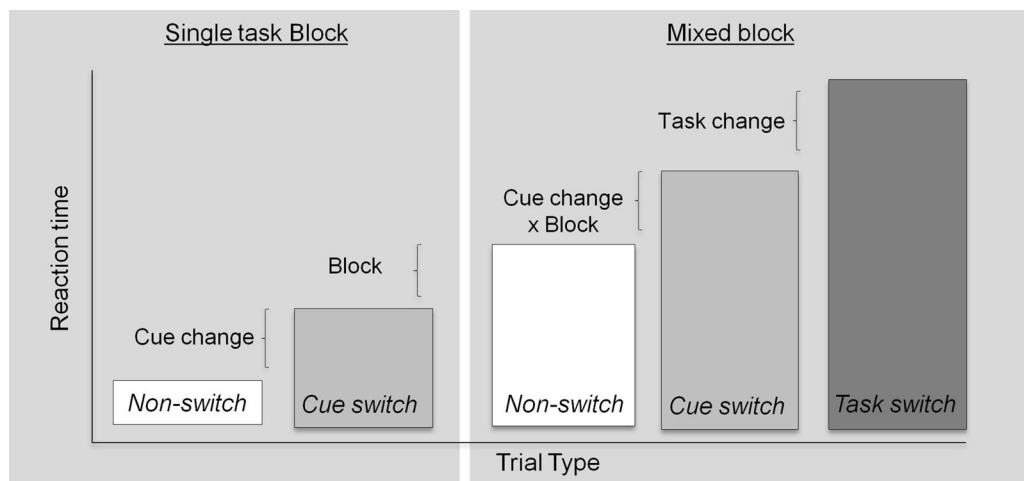 Single task Block
Mixed block
Reaction time
Cue change
Block
Cue change
x Block
Task change
Non-switch
Cue switch
Non-switch
Cue switch
Task switch
Trial Type